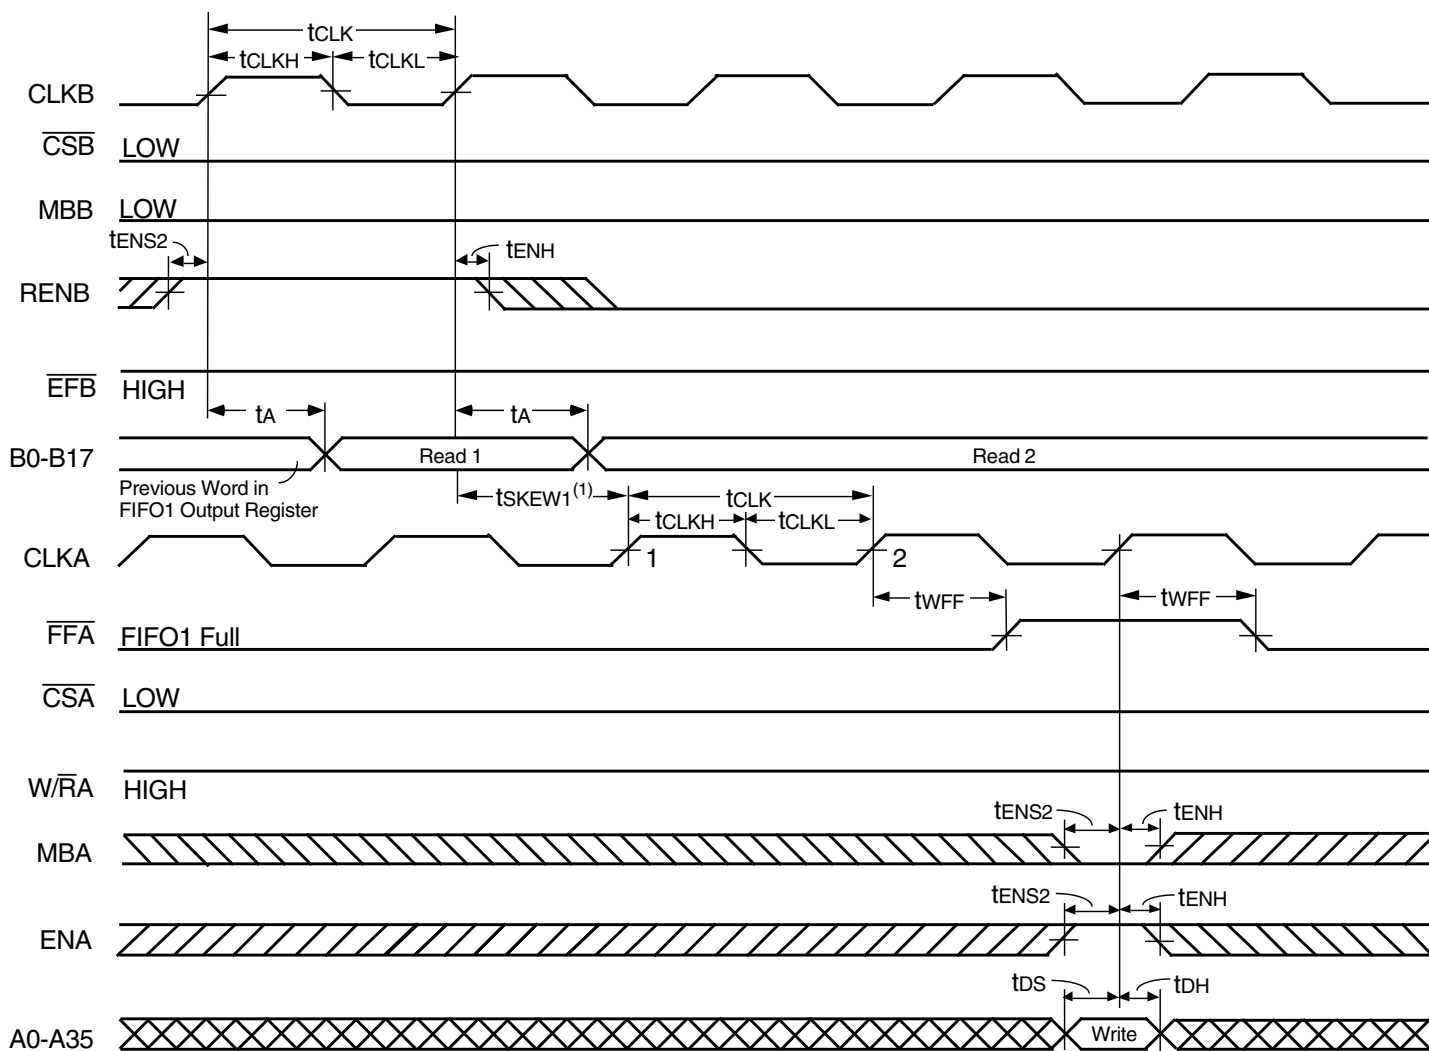 tCLK
tCLKH tCLKL
CLKB
CSB LOW
MBB LOW
tENS2 tENH
RENB
EFB HIGH
tA tA
B0-B17 Read 1 Read 2
Previous Word in
FIFO1 Output Register
tSKEW1(1) tCLK
tCLKH tCLKL
CLKA 1 2
tWFF tWFF
FFA FIFO1 Full
CSA LOW
W/RA HIGH
tENS2 tENH
MBA
tENS2 tENH
ENA
tDS tDH
A0-A35 Write